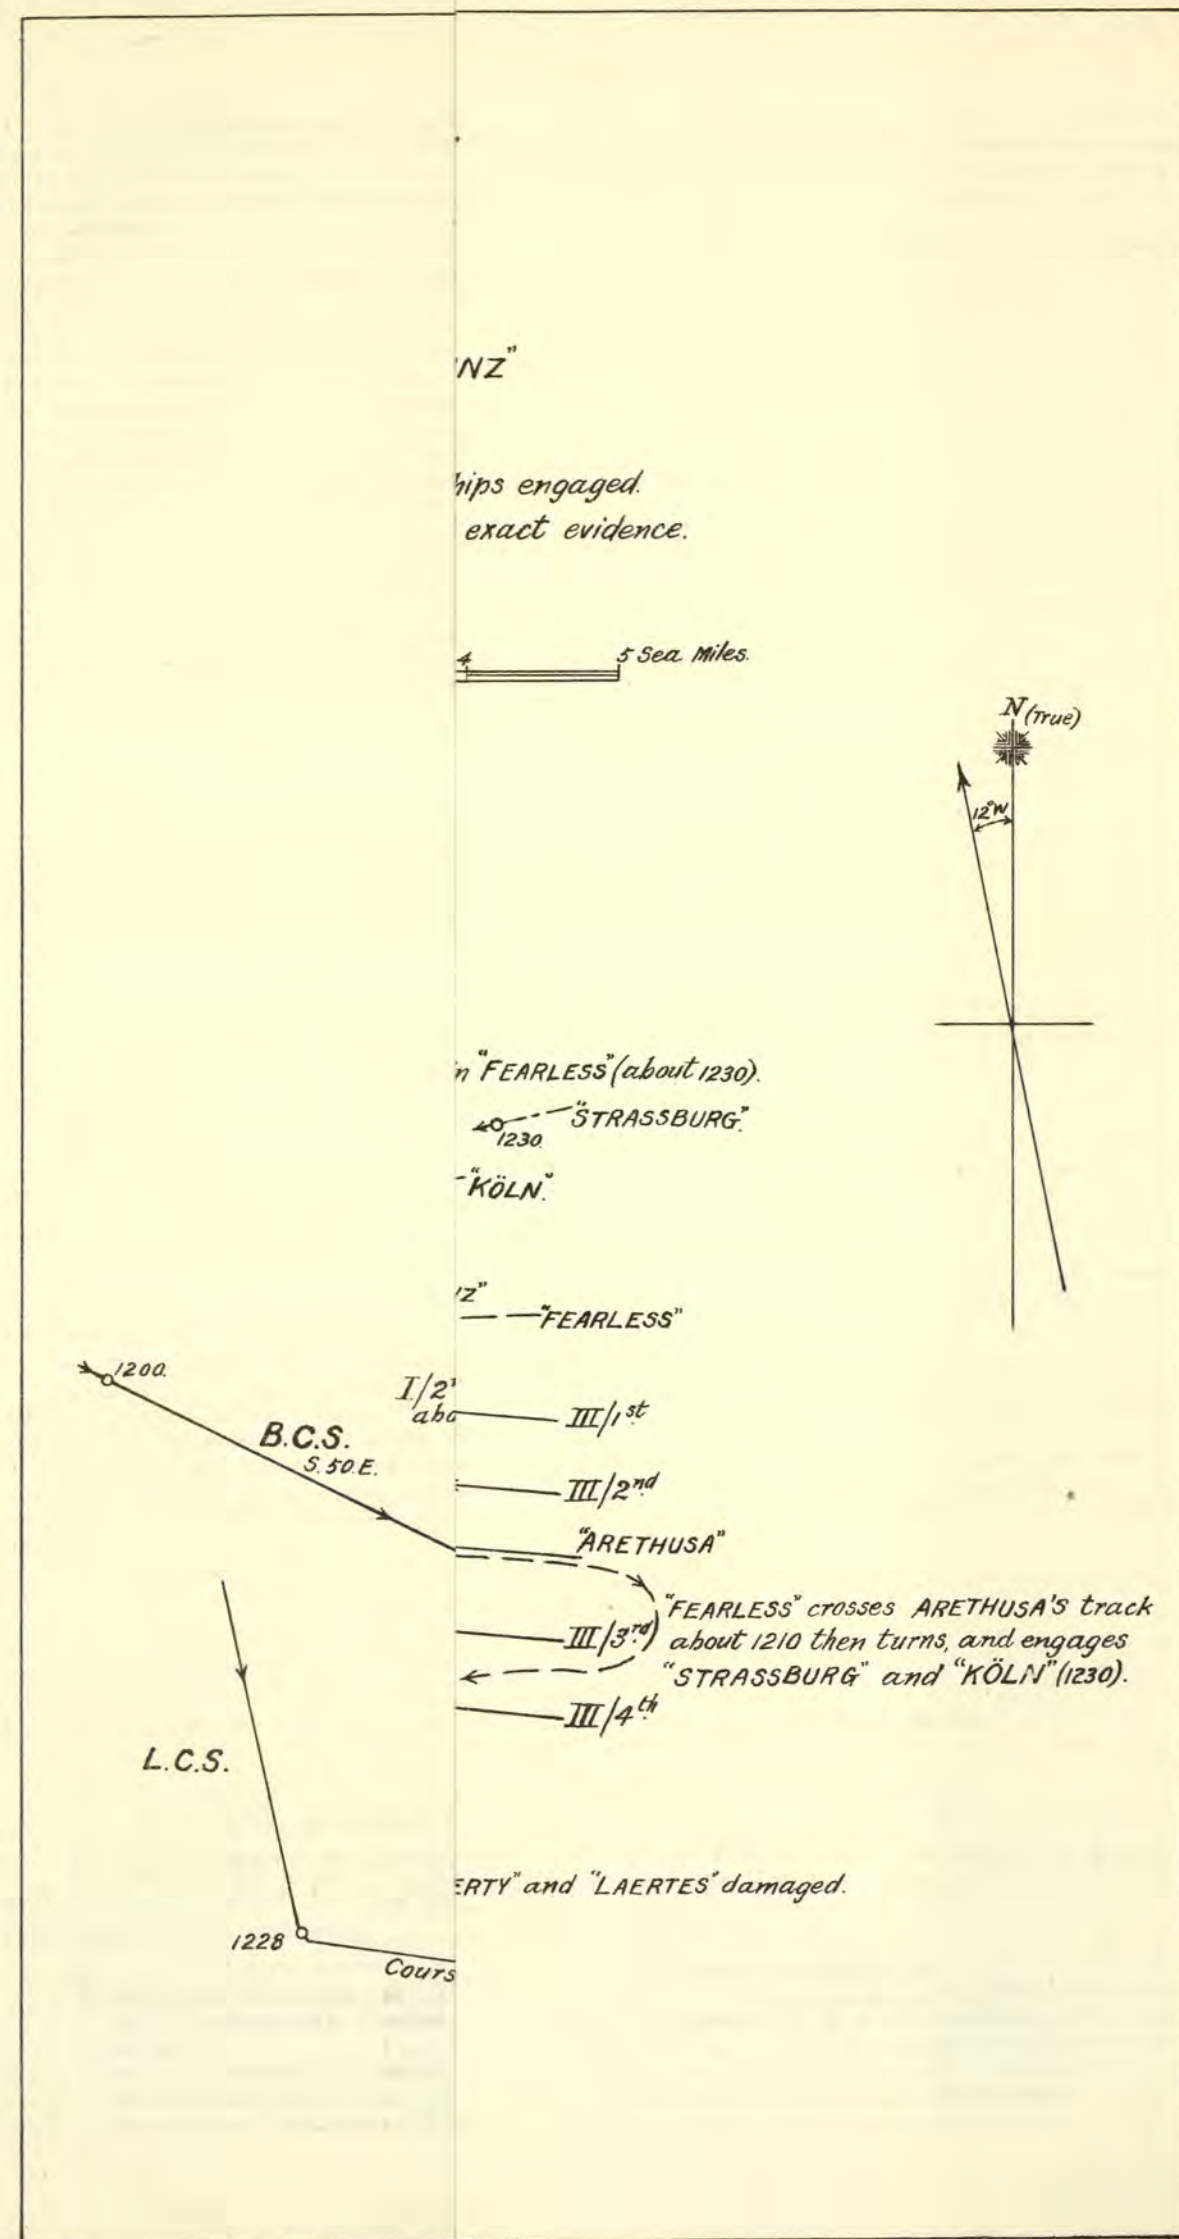 NZ"
hips engaged.
exact evidence.
4 5 Sea Miles.
N (True)
12°W
n "FEARLESS" (about 1230).
"STRASSBURG".
1230.
"KÖLN".
NZ"
"FEARLESS"
1200.
I/2
abo
III/1st
B.C.S.
S.50.E.
III/2nd
"ARETHUSA"
"FEARLESS" crosses ARETHUSA'S track
III/3rd about 1210 then turns, and engages
"STRASSBURG" and "KÖLN" (1230).
III/4th
L.C.S.
ERTY" and "LAERTES" damaged.
1228
Cours